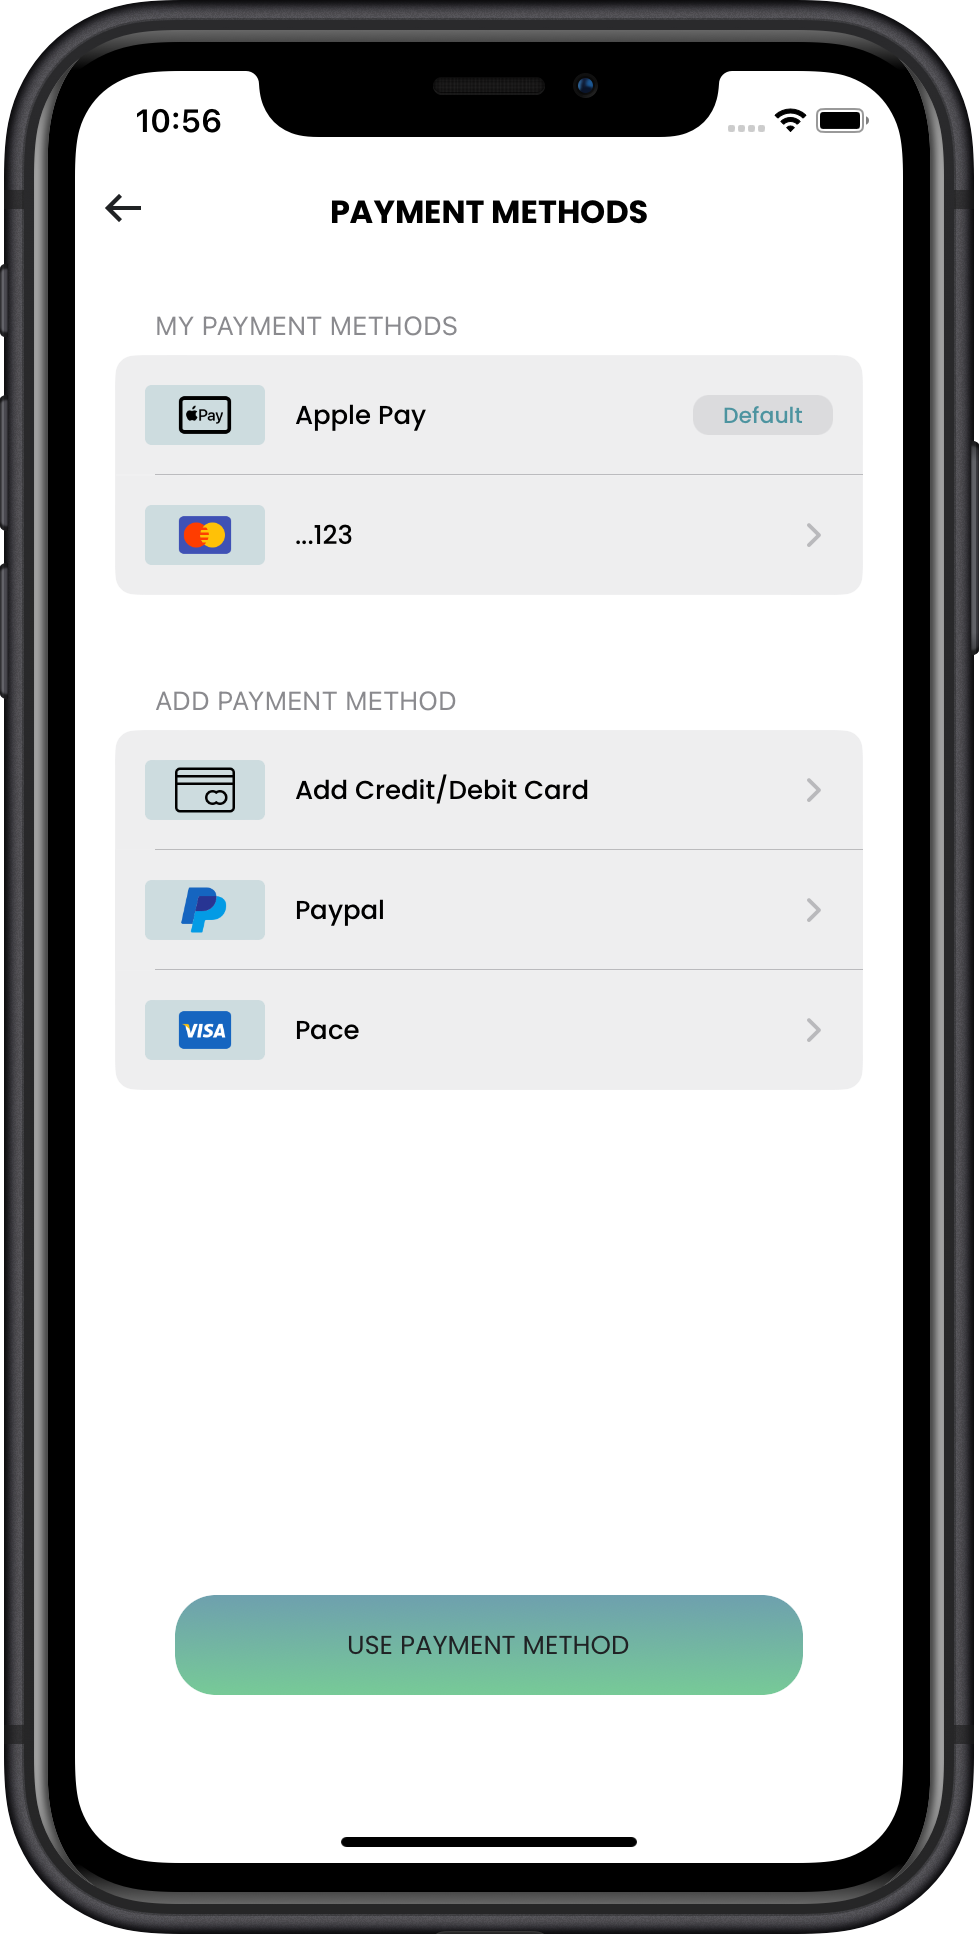 10:56
PAYMENT METHODS
MY PAYMENT METHODS
Pay
Apple Pay
Default
...123
ADD PAYMENT METHOD
Add Credit/Debit Card
Paypal
VISA
Pace
USE PAYMENT METHOD